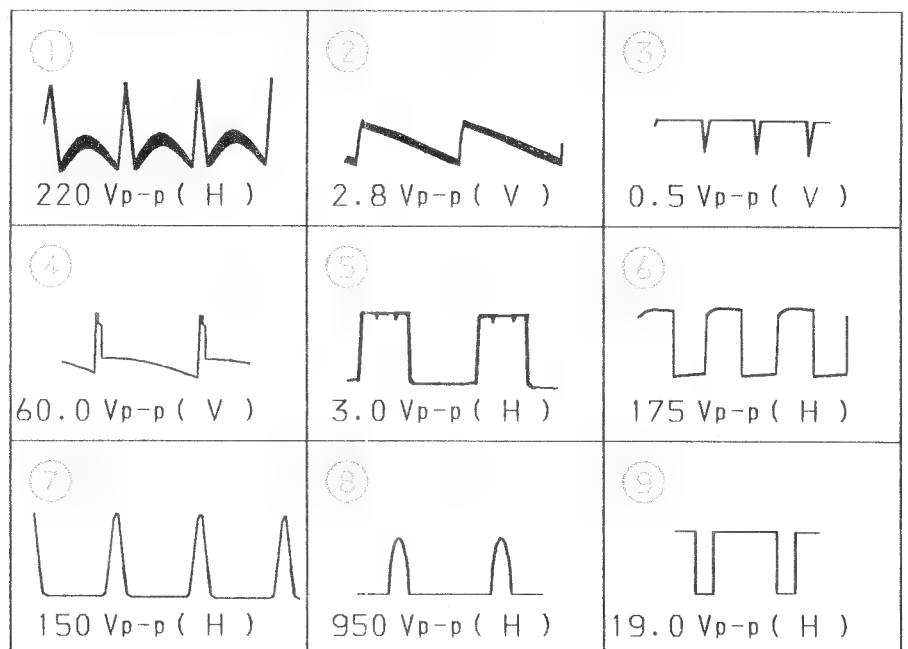 ① ② ③
220 Vp-p ( H ) 2.8 Vp-p ( V ) 0.5 Vp-p ( V )
④ ⑤ ⑥
60.0 Vp-p ( V ) 3.0 Vp-p ( H ) 175 Vp-p ( H )
⑦ ⑧ ⑨
150 Vp-p ( H ) 950 Vp-p ( H ) 19.0 Vp-p ( H )